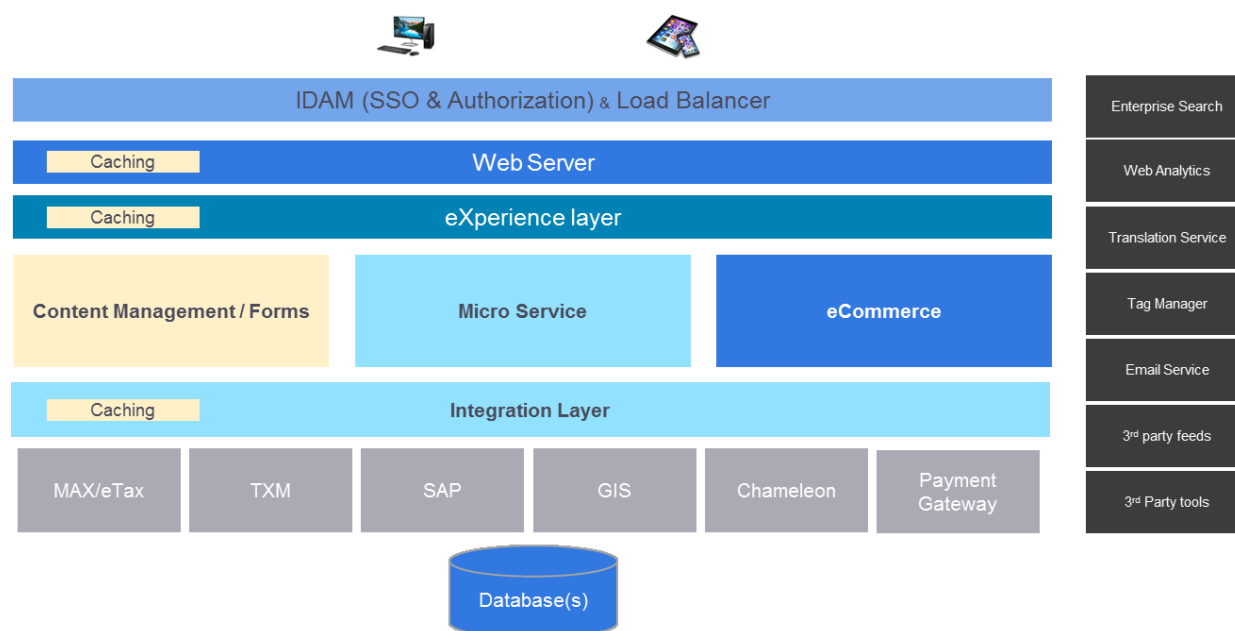 IDAM (SSO & Authorization) & Load Balancer
Caching
Web Server
Caching
eXperience layer
Content Management / Forms
Micro Service
eCommerce
Caching
Integration Layer
MAX/eTax
TXM
SAP
GIS
Chameleon
Payment
Gateway
Database(s)
Enterprise Search
Web Analytics
Translation Service
Tag Manager
Email Service
3rd party feeds
3rd Party tools